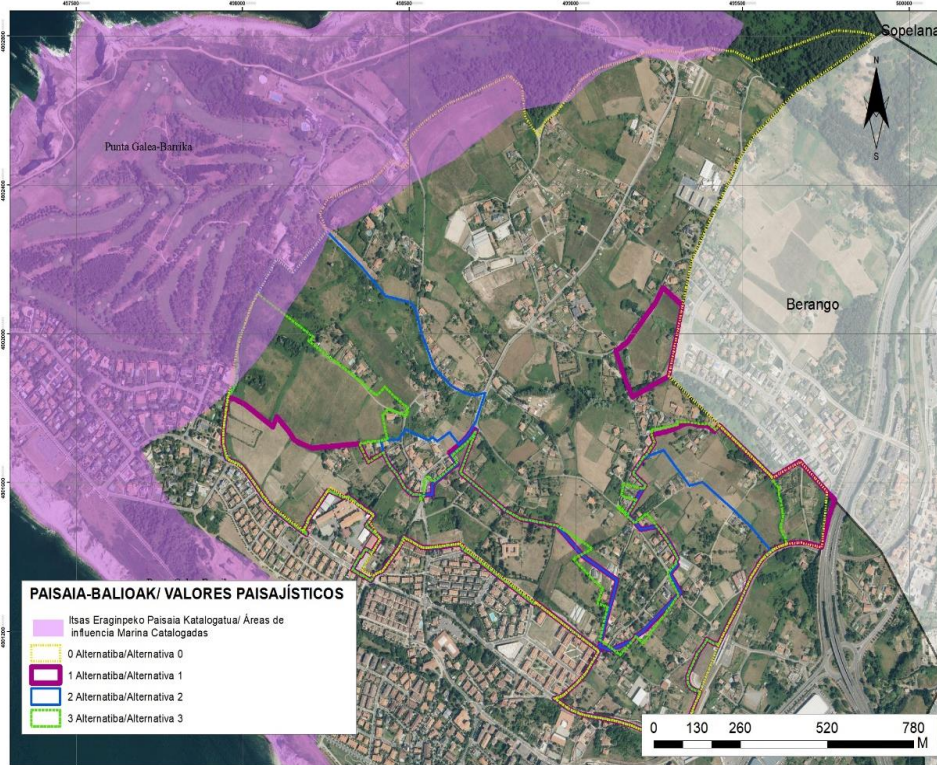 Sopelana
N
S
Punta Galea-Barrika
Berango
PAISAIA-BALIOAK/ VALORES PAISAJÍSTICOS
Itsas Eraginpeko Paisaia Katalogatua/ Áreas de
influencia Marina Catalogadas
0 Alternatiba/Alternativa 0
1 Alternatiba/Alternativa 1
2 Alternatiba/Alternativa 2
3 Alternatiba/Alternativa 3
0 130 260 520 780
M